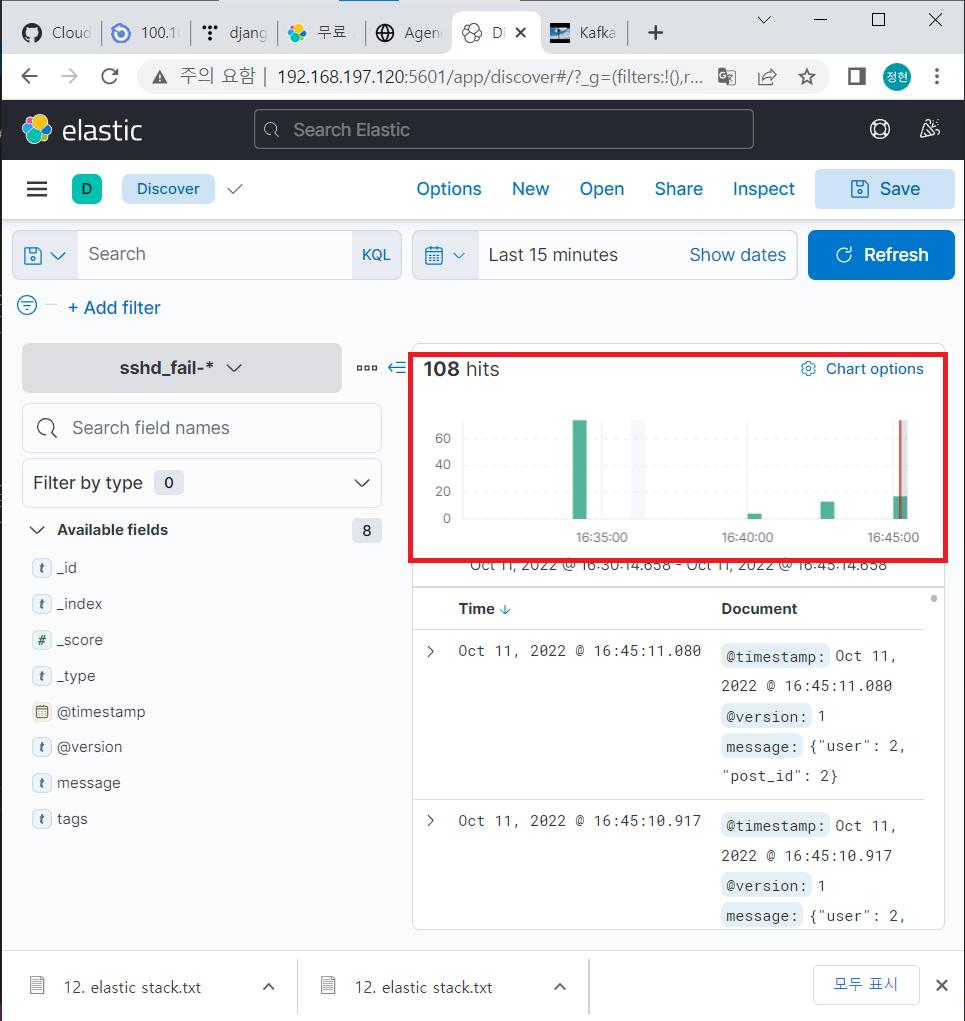 Cloud
100.1
djang
무료
Agen
Di
Kafka
주의 요함 | 192.168.197.120:5601/app/discover#/?_g=(filters:!(),r...
정현
elastic
Search Elastic
D
Discover
Options
New
Open
Share
Inspect
Save
Search
KQL
Last 15 minutes
Show dates
Refresh
+ Add filter
sshd_fail-*
108 hits
Chart options
Search field names
Filter by type 0
60
40
20
0
16:35:00
16:40:00
16:45:00
Oct 11, 2022 @ 16:30:14.658 - Oct 11, 2022 @ 16:45:14.658
Available fields
8
t _id
t _index
# _score
t _type
@timestamp
t @version
t message
t tags
Time
Document
Oct 11, 2022 @ 16:45:11.080
@timestamp: Oct 11,
2022 @ 16:45:11.080
@version: 1
message: {"user": 2,
"post_id": 2}
Oct 11, 2022 @ 16:45:10.917
@timestamp: Oct 11,
2022 @ 16:45:10.917
@version: 1
message: {"user": 2,
12. elastic stack.txt
12. elastic stack.txt
모두 표시